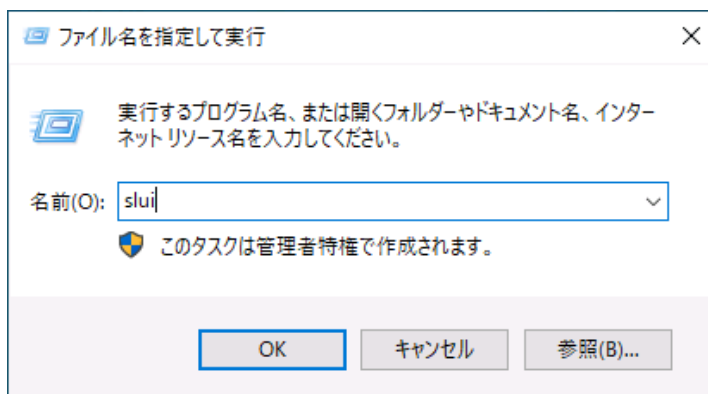 ファイル名を指定して実行
実行するプログラム名、または開くフォルダーやドキュメント名、インター
ネット リソース名を入力してください。
名前(O): slui
このタスクは管理者特権で作成されます。
OK キャンセル 参照(B)...